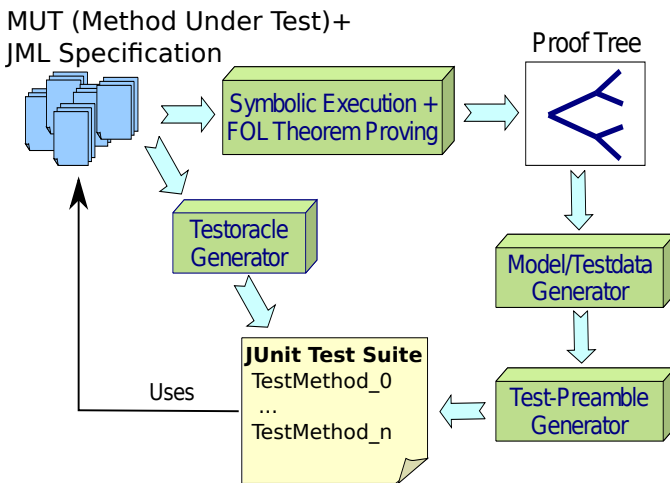 MUT (Method Under Test)+
JML Specification
Symbolic Execution +
FOL Theorem Proving
Proof Tree
Testoracle
Generator
Model/Testdata
Generator
JUnit Test Suite
TestMethod_0
...
TestMethod_n
Uses
Test-Preamble
Generator